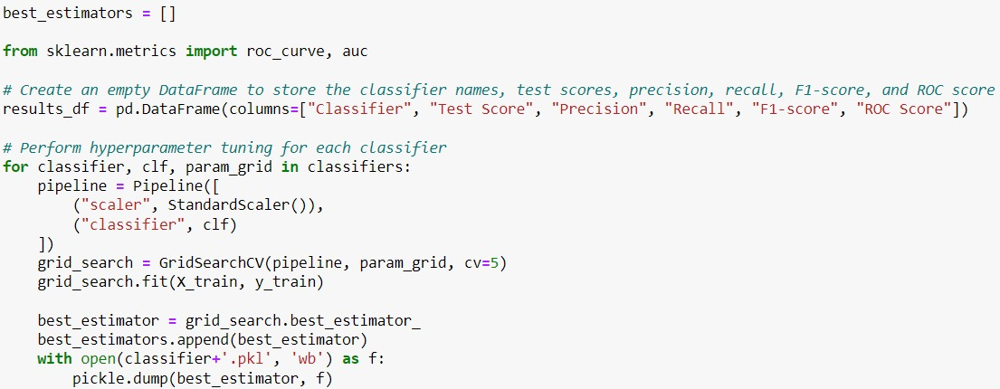 best_estimators = []
from sklearn.metrics import roc_curve, auc
# Create an empty DataFrame to store the classifier names, test scores, precision, recall, F1-score, and ROC score
results_df = pd.DataFrame(columns=["Classifier", "Test Score", "Precision", "Recall", "F1-score", "ROC Score"])
# Perform hyperparameter tuning for each classifier
for classifier, clf, param_grid in classifiers:
    pipeline = Pipeline([
        ("scaler", StandardScaler()),
        ("classifier", clf)
    ])
    grid_search = GridSearchCV(pipeline, param_grid, cv=5)
    grid_search.fit(X_train, y_train)
    best_estimator = grid_search.best_estimator_
    best_estimators.append(best_estimator)
    with open(classifier+'.pkl', 'wb') as f:
        pickle.dump(best_estimator, f)